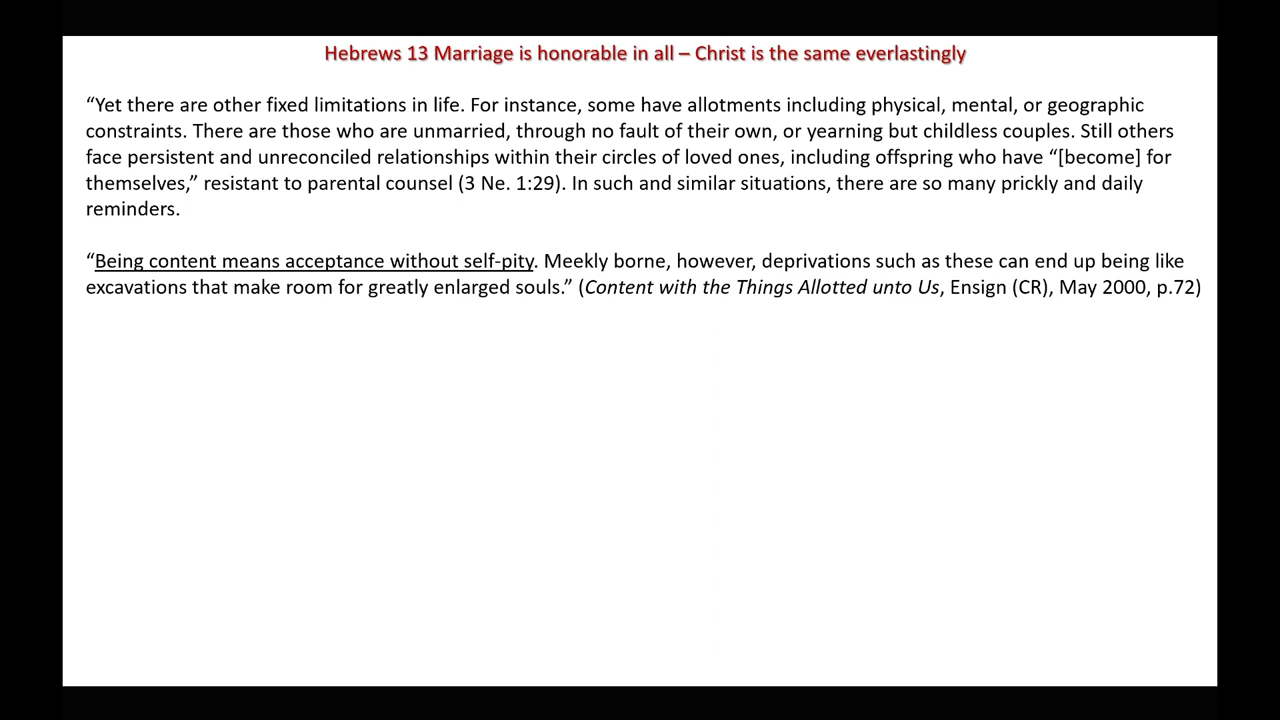 Hebrews 13 Marriage is honorable in all – Christ is the same everlastingly
“Yet there are other fixed limitations in life. For instance, some have allotments including physical, mental, or geographic
constraints. There are those who are unmarried, through no fault of their own, or yearning but childless couples. Still others
face persistent and unreconciled relationships within their circles of loved ones, including offspring who have “[become] for
themselves,” resistant to parental counsel (3 Ne. 1:29). In such and similar situations, there are so many prickly and daily
reminders.
“Being content means acceptance without self-pity. Meekly borne, however, deprivations such as these can end up being like
excavations that make room for greatly enlarged souls.” (Content with the Things Allotted unto Us, Ensign (CR), May 2000, p.72)